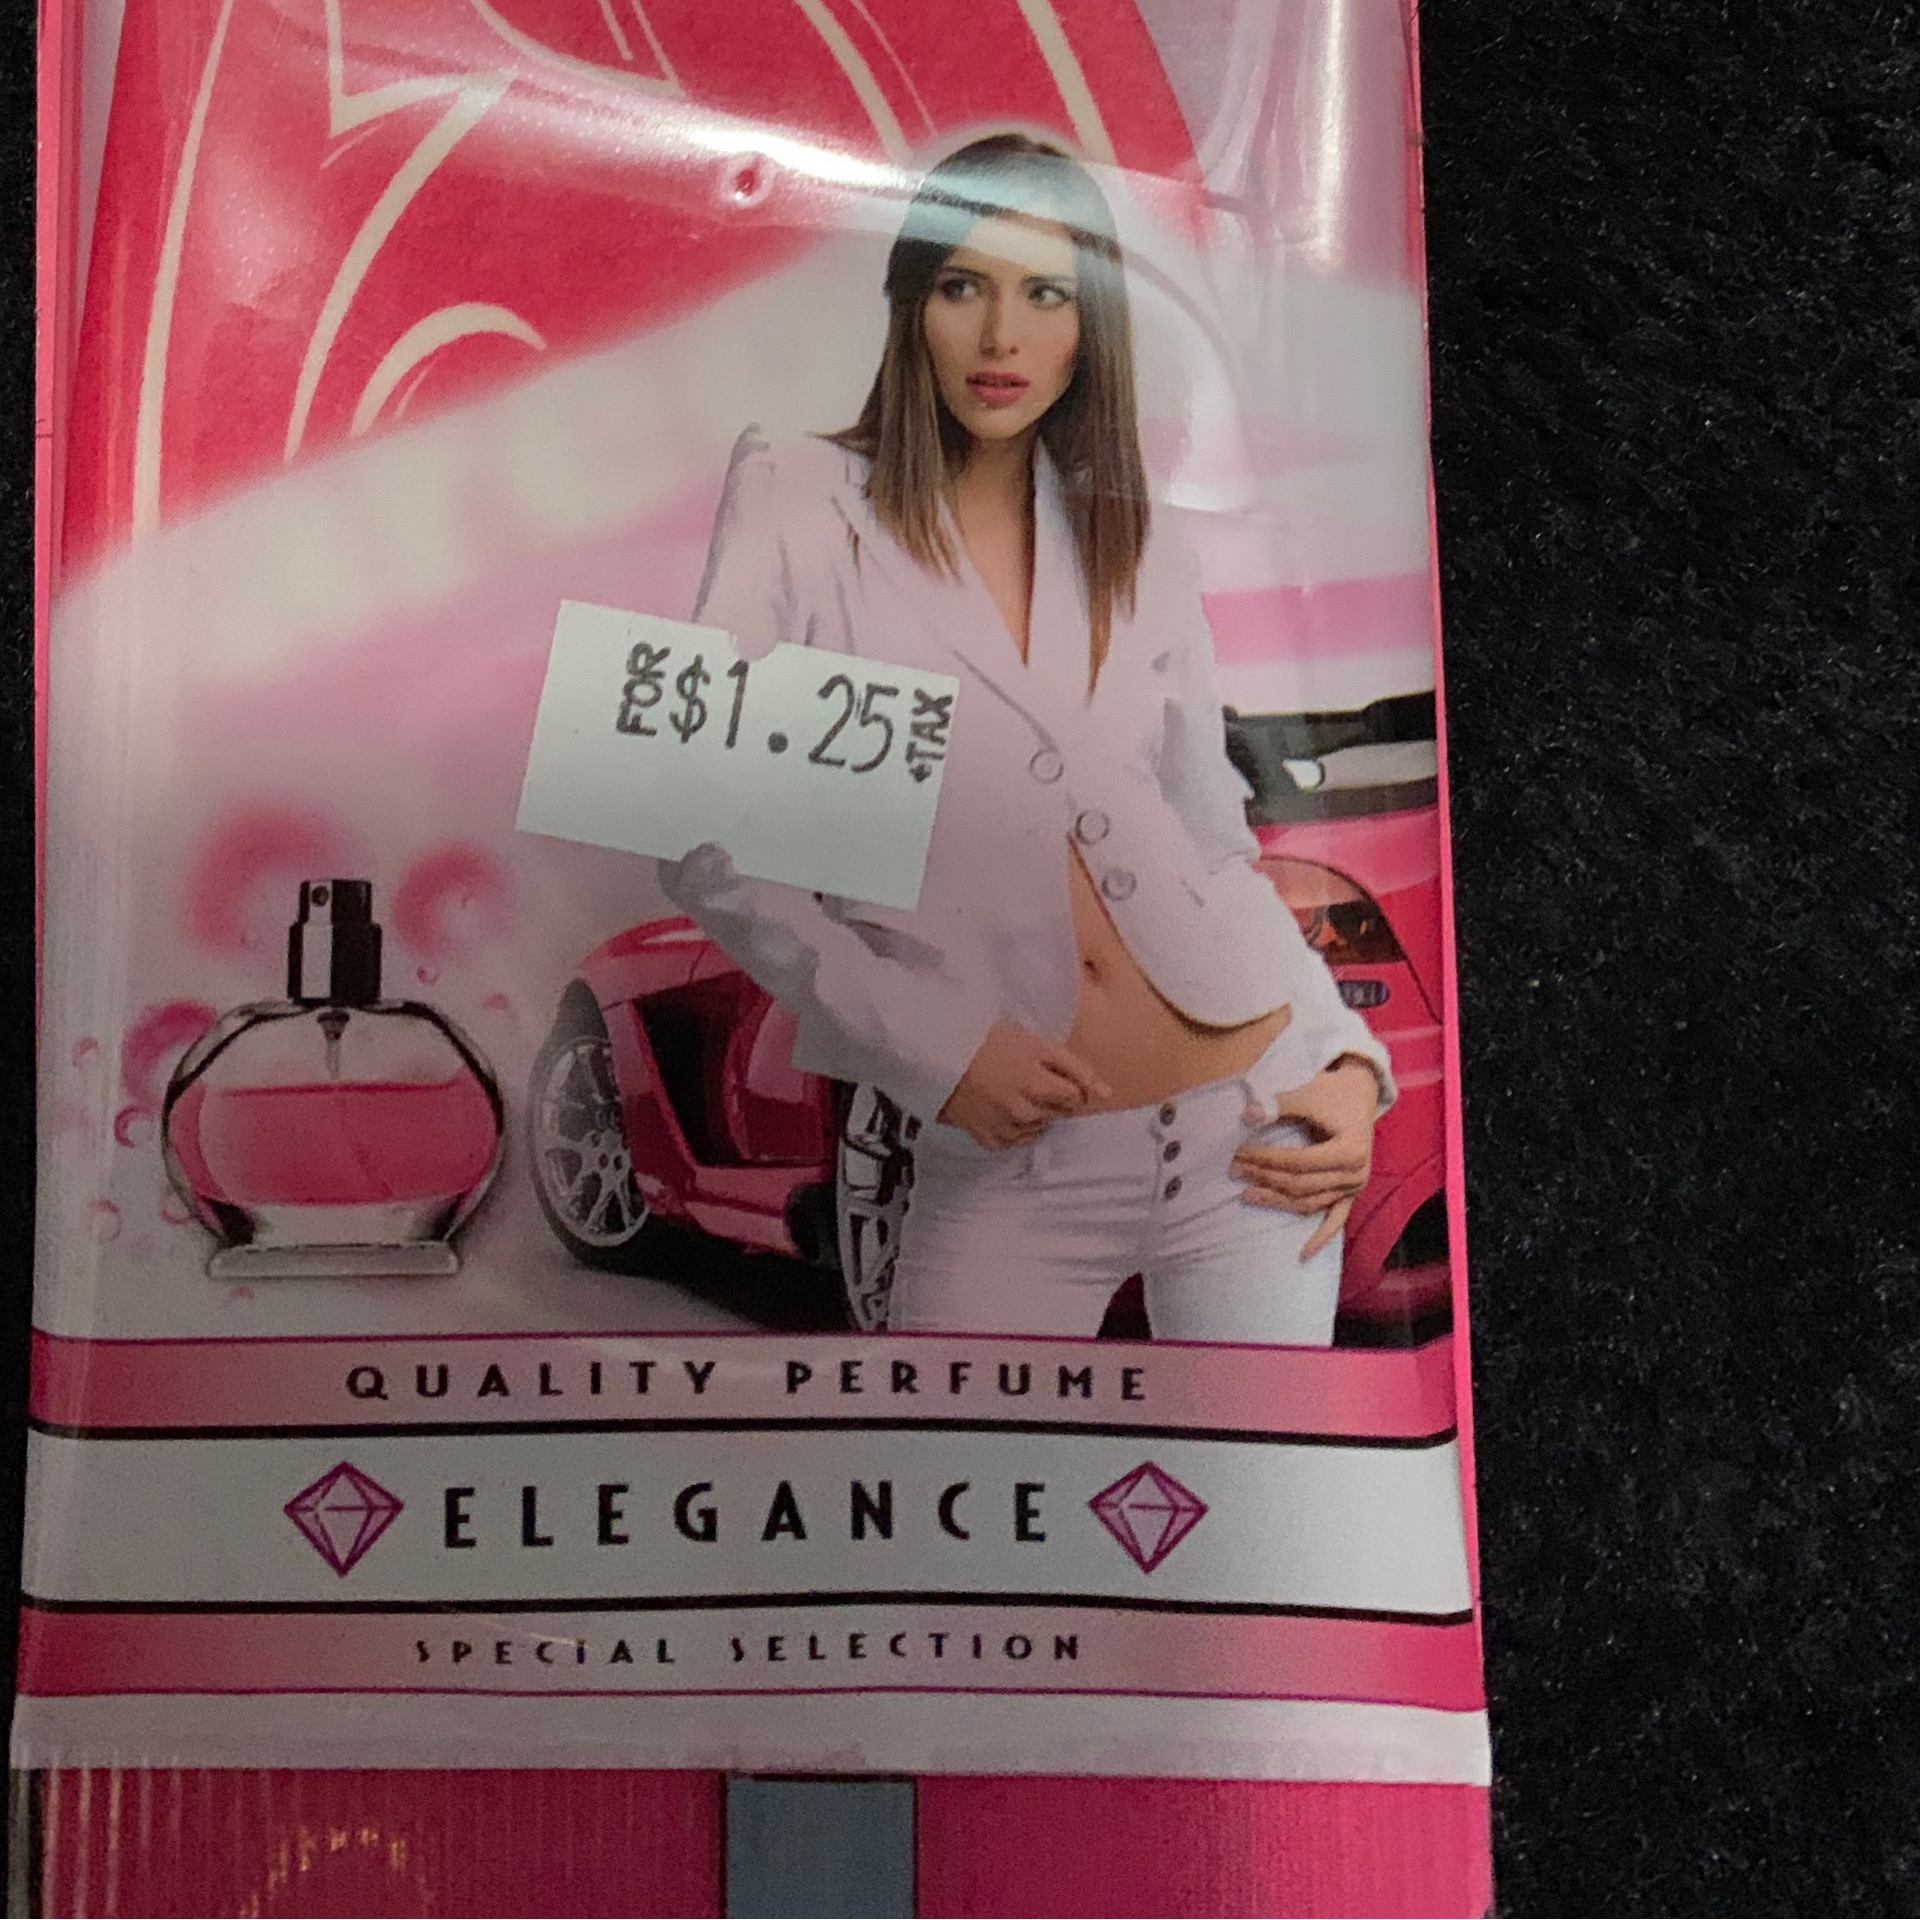 FOR $1.25 +TAX
QUALITY PERFUME
ELEGANCE
SPECIAL SELECTION